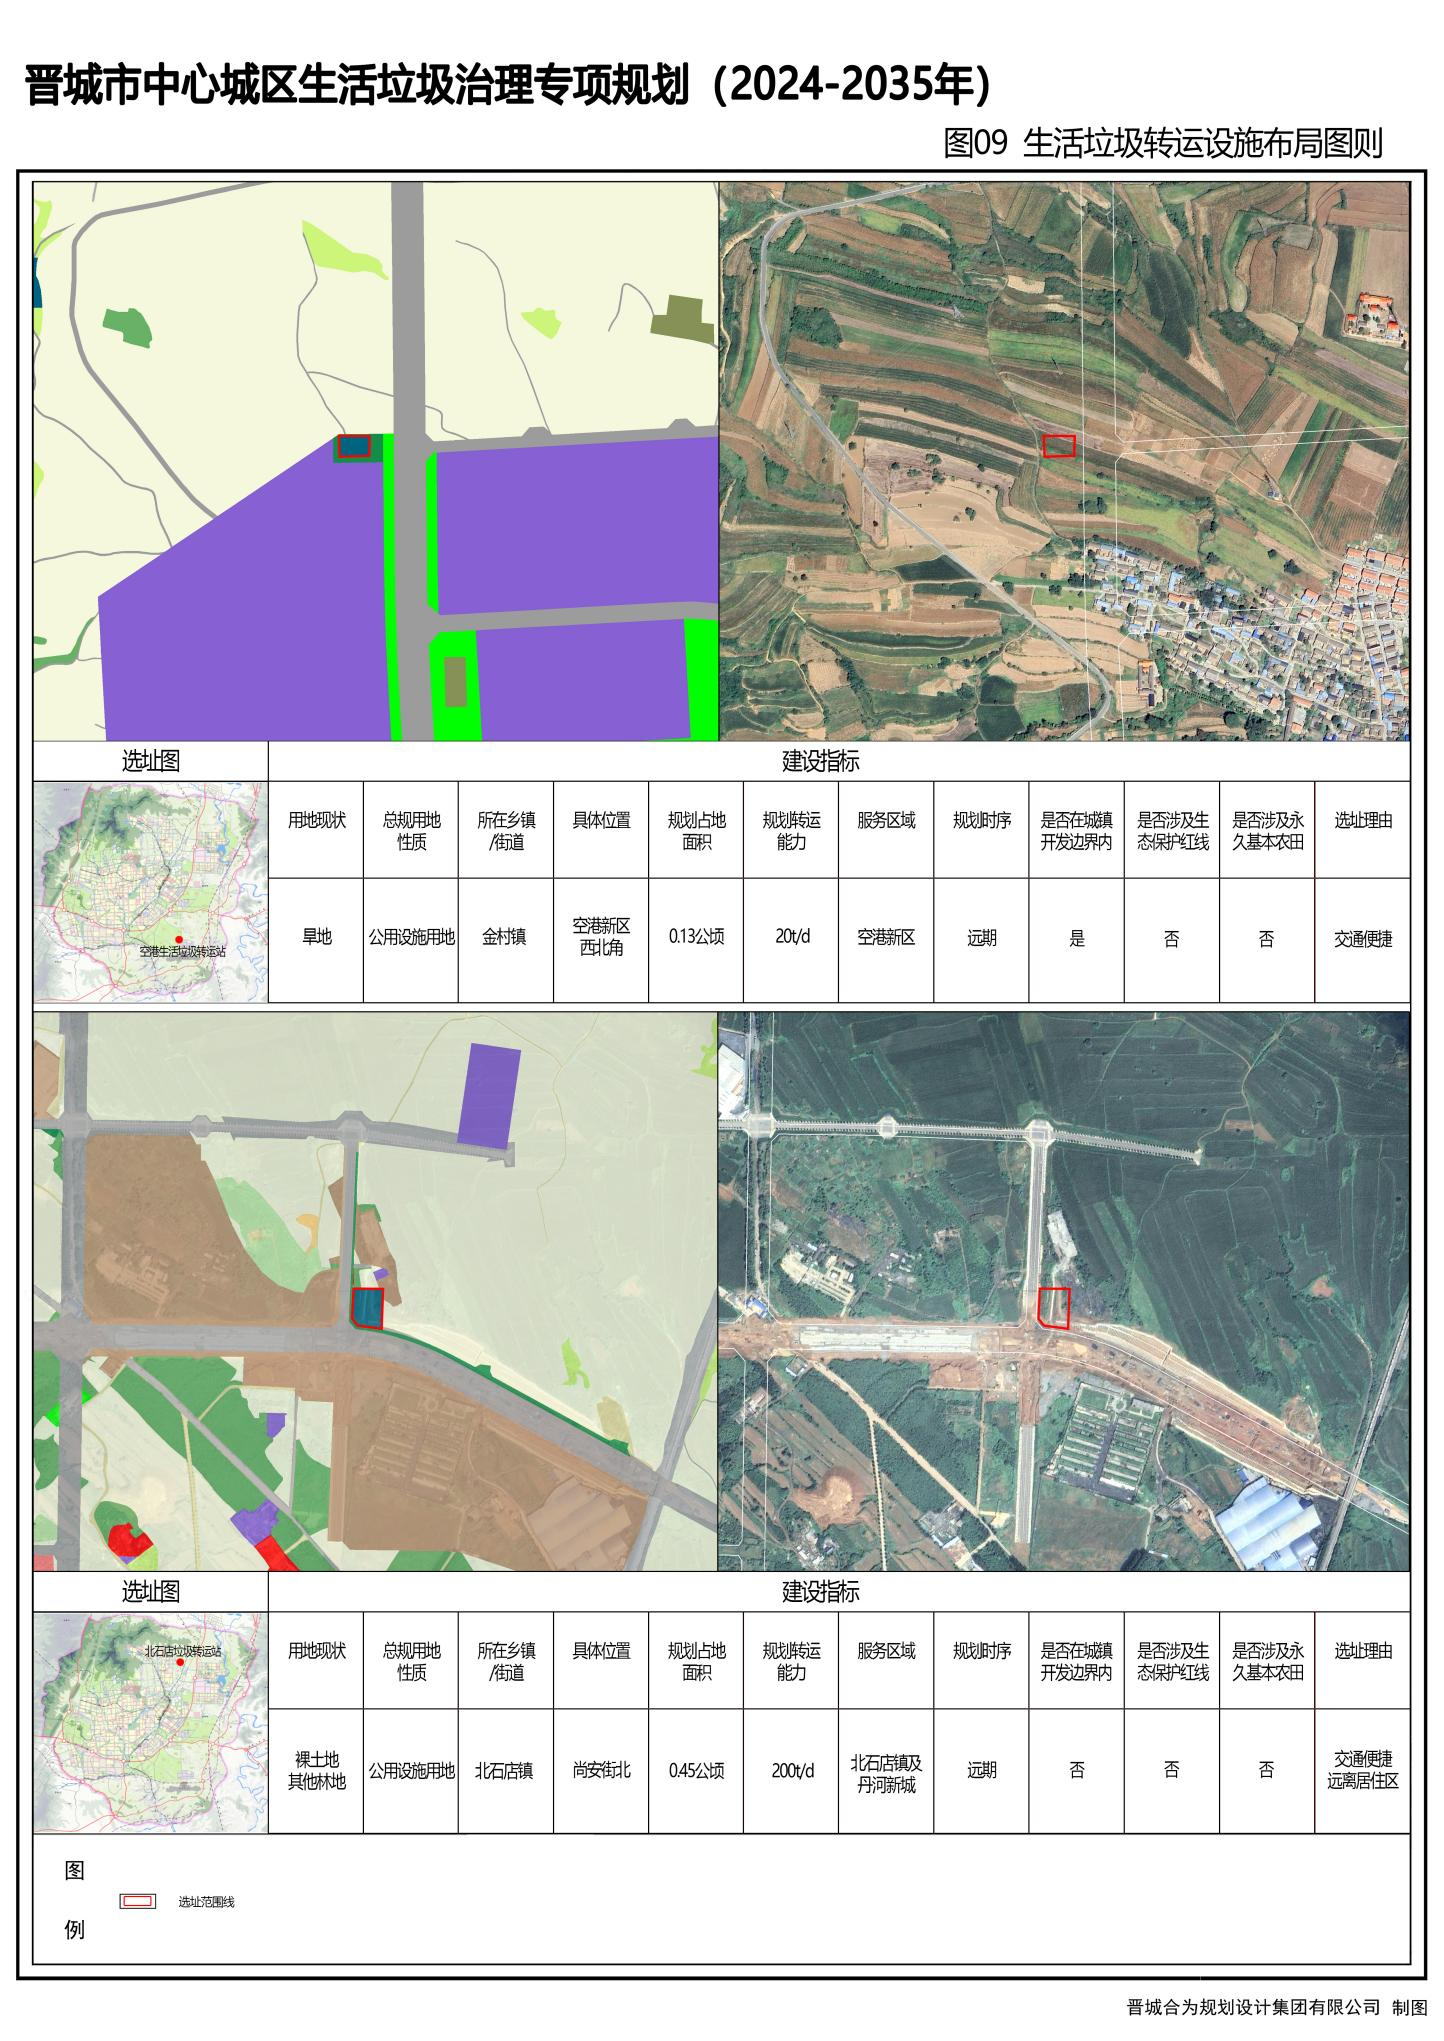 晋城市中心城区生活垃圾治理专项规划（2024-2035年）
图09 生活垃圾转运设施布局图则
选址图
建设指标
用地现状
总规用地
性质
所在乡镇
/街道
具体位置
规划占地
面积
规划转运
能力
服务区域
规划时序
是否在城镇
开发边界内
是否涉及生
态保护红线
是否涉及永
久基本农田
选址理由
空港生活垃圾转运站
旱地
公用设施用地
金村镇
空港新区
西北角
0.13公顷
20t/d
空港新区
远期
是
否
否
交通便捷
选址图
建设指标
北石店垃圾转运站
用地现状
总规用地
性质
所在乡镇
/街道
具体位置
规划占地
面积
规划转运
能力
服务区域
规划时序
是否在城镇
开发边界内
是否涉及生
态保护红线
是否涉及永
久基本农田
选址理由
裸土地
其他林地
公用设施用地
北石店镇
尚安街北
0.45公顷
200t/d
北石店镇及
丹河新城
远期
否
否
否
交通便捷
远离居住区
图
例
选址范围线
晋城合为规划设计集团有限公司 制图